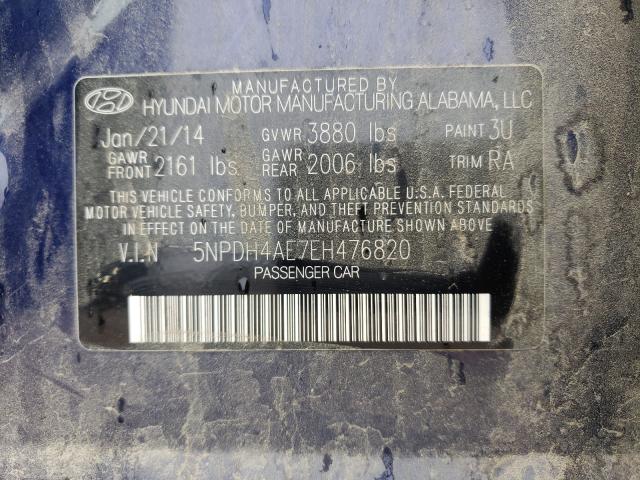 MANUFACTURED BY
HYUNDAI MOTOR MANUFACTURING ALABAMA, LLC
Jan/21/14 GVWR 3880 lbs PAINT 3U
GAWR FRONT 2161 lbs GAWR REAR 2006 lbs TRIM RA
THIS VEHICLE CONFORMS TO ALL APPLICABLE U.S.A. FEDERAL
MOTOR VEHICLE SAFETY, BUMPER, AND THEFT PREVENTION STANDARDS
IN EFFECT ON THE DATE OF MANUFACTURE SHOWN ABOVE
V.I.N 5NPDH4AE7EH476820
PASSENGER CAR